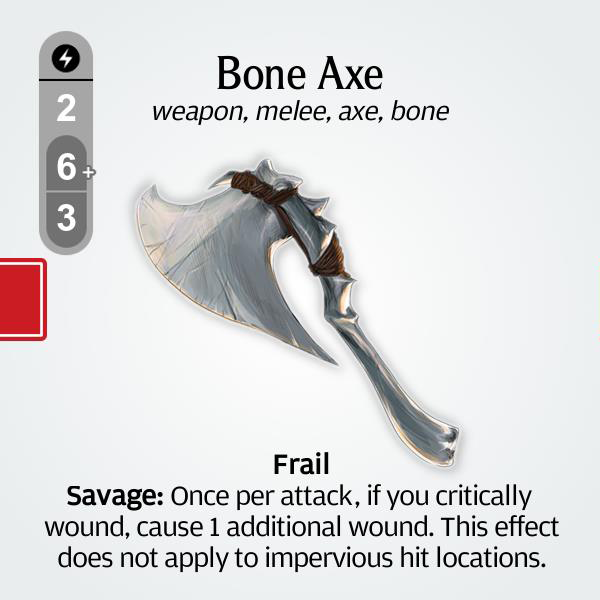 Bone Axe
weapon, melee, axe, bone
2
6+
3
Frail
Savage: Once per attack, if you critically
wound, cause 1 additional wound. This effect
does not apply to impervious hit locations.